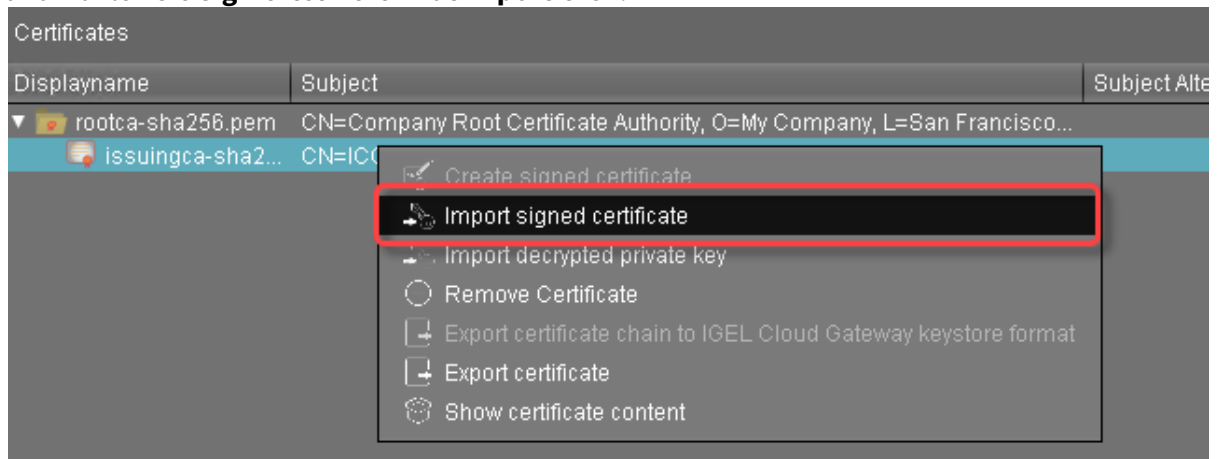 Certificates
Displayname Subject Subject Alte
rootca-sha256.pem CN=Company Root Certificate Authority, O=My Company, L=San Francisco...
issuingca-sha2... CN=ICG
Create signed certificate
Import signed certificate
Import decrypted private key
Remove Certificate
Export certificate chain to IGEL Cloud Gateway keystore format
Export certificate
Show certificate content